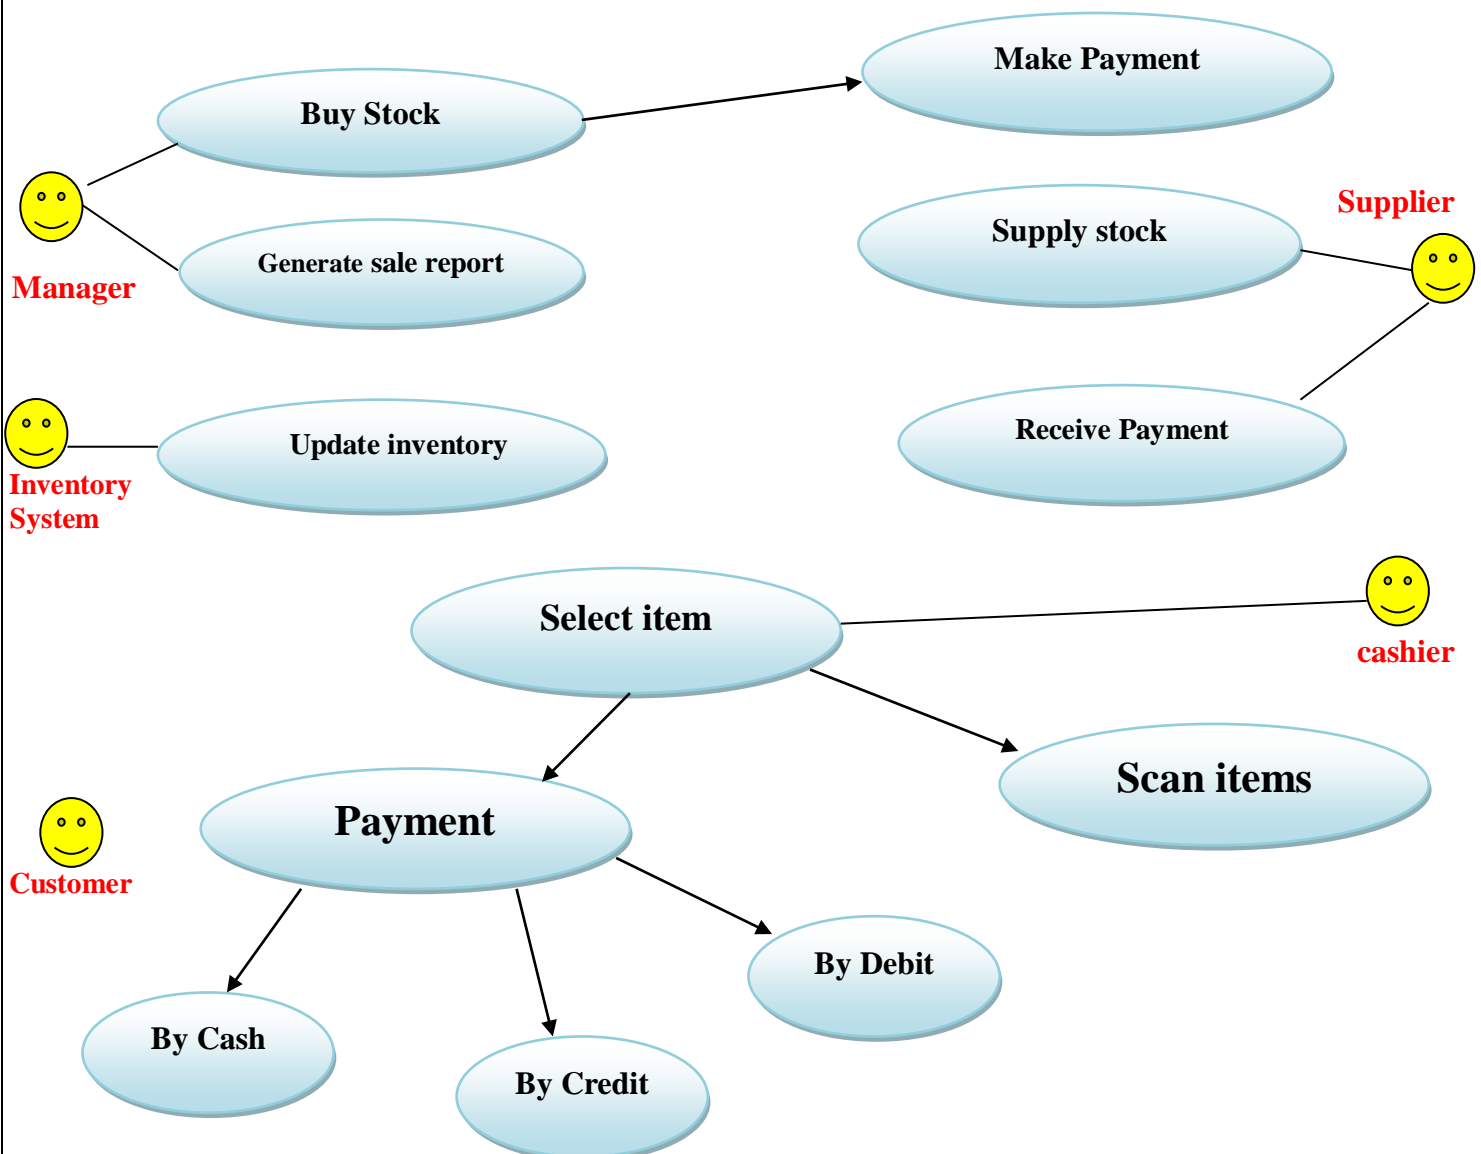 Make Payment
Buy Stock
Supplier
Supply stock
Generate sale report
Manager
Receive Payment
Update inventory
Inventory
System
Select item
cashier
Scan items
Payment
Customer
By Debit
By Cash
By Credit